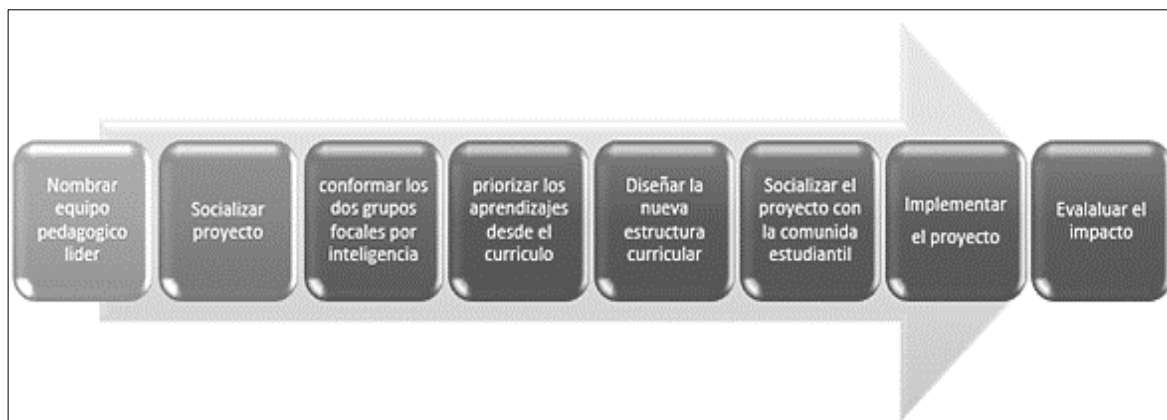 Nombrar
equipo
pedagogico
lider
Socializar
proyecto
conformar los
dos grupos
focales por
inteligencia
priorizar los
aprendizajes
desde el
curriculo
Diseñar la
nueva
estructura
curricular
Socializar el
proyecto con
la comunida
estudiantil
Implementar
el proyecto
Evalaluar el
impacto